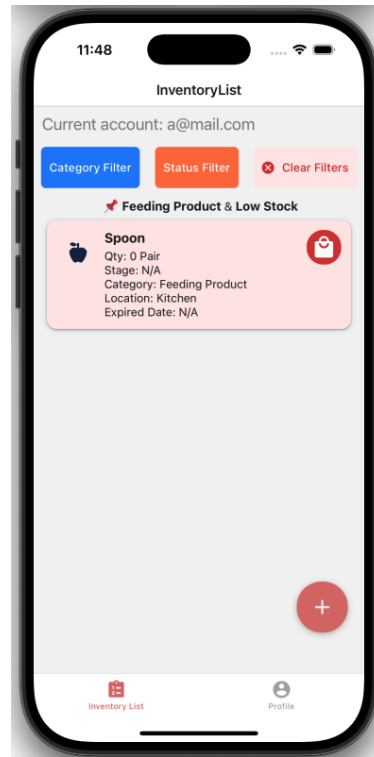 11:48
InventoryList
Current account: a@mail.com
Category Filter
Status Filter
Clear Filters
Feeding Product & Low Stock
Spoon
Qty: 0 Pair
Stage: N/A
Category: Feeding Product
Location: Kitchen
Expired Date: N/A
+
Inventory List
Profile